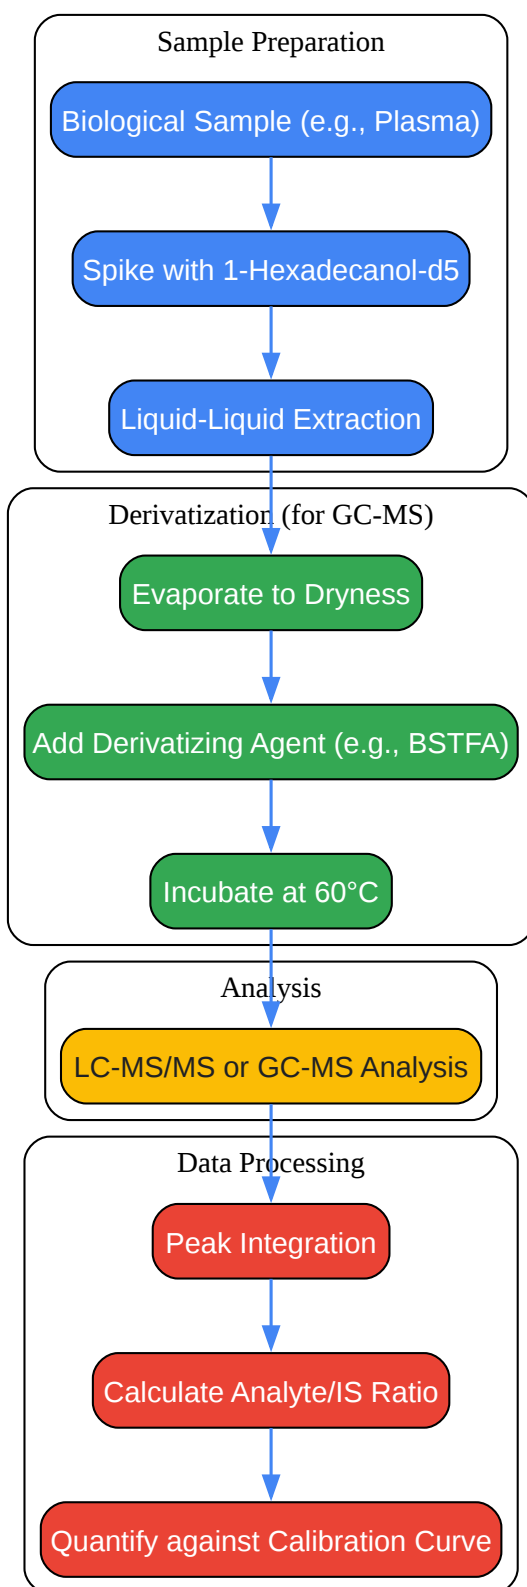 Sample Preparation
Biological Sample (e.g., Plasma)
Spike with 1-Hexadecanol-d5
Liquid-Liquid Extraction
Derivatization (for GC-MS)
Evaporate to Dryness
Add Derivatizing Agent (e.g., BSTFA)
Incubate at 60°C
Analysis
LC-MS/MS or GC-MS Analysis
Data Processing
Peak Integration
Calculate Analyte/IS Ratio
Quantify against Calibration Curve